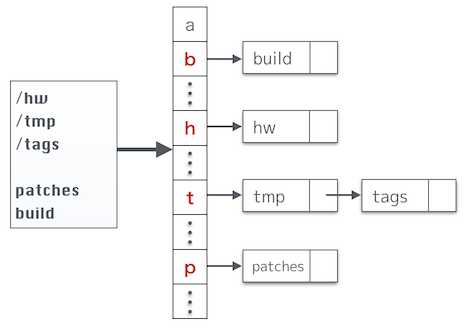 /hw
/tmp
/tags
patches
build
a
b
build
h
hw
t
tmp
tags
p
patches